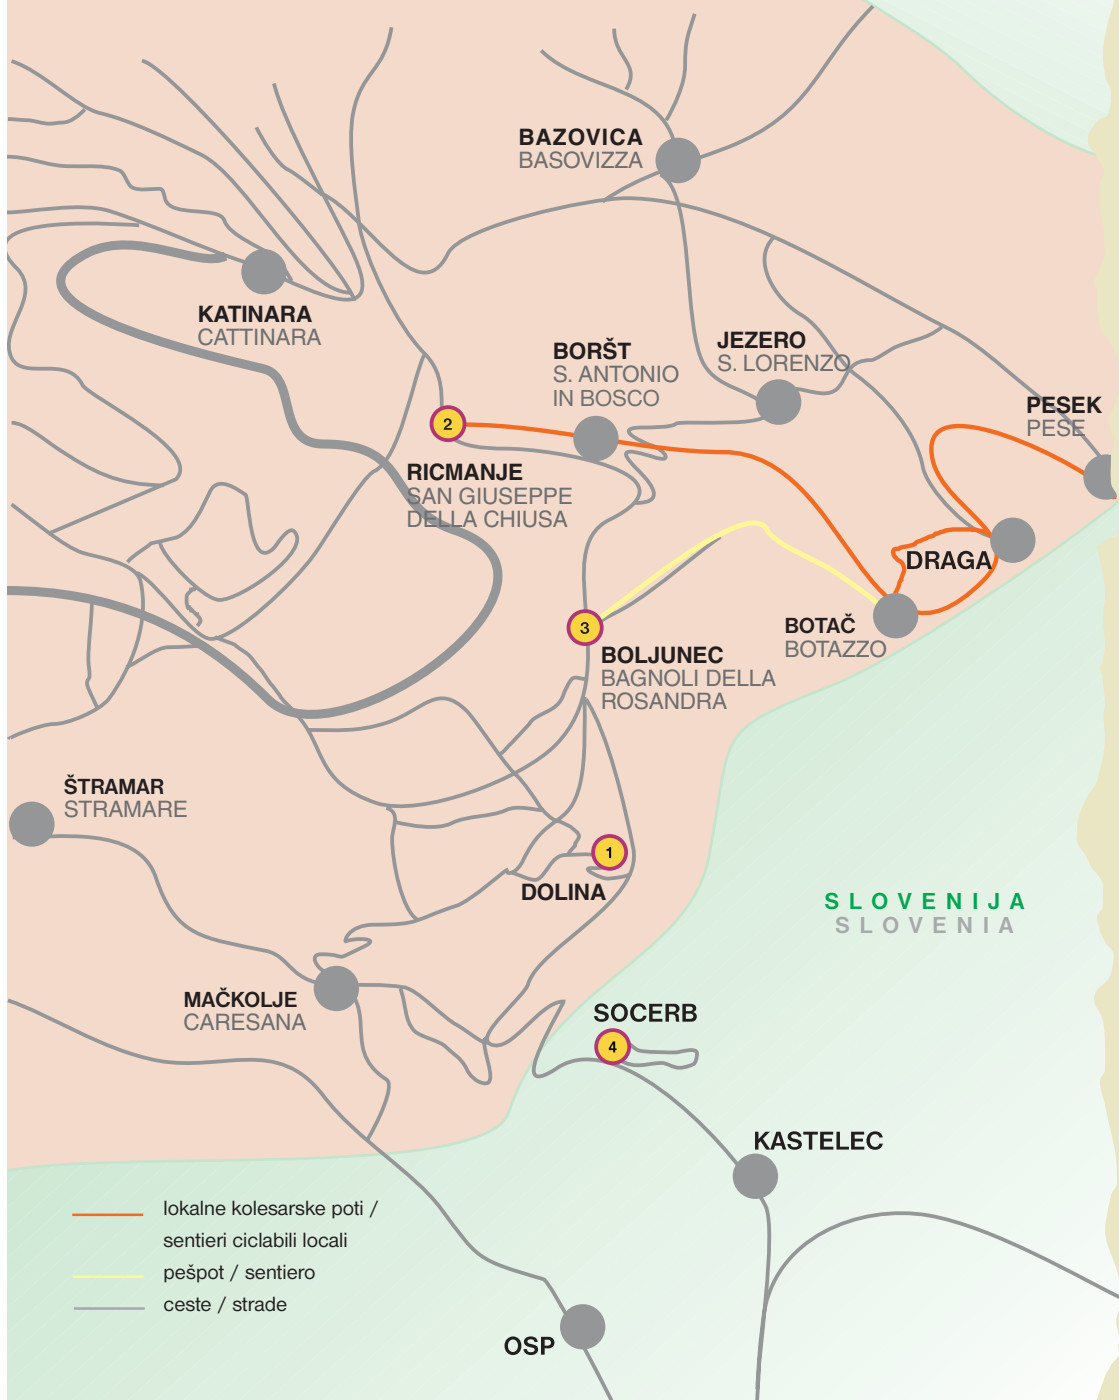 BAZOVICA
BASOVIZZA
KATINARA
CATTINARA
BORŠT
S. ANTONIO
IN BOSCO
JEZERO
S. LORENZO
PESEK
PESE
2
RICMANJE
SAN GIUSEPPE
DELLA CHIUSA
DRAGA
3
BOTAČ
BOTAZZO
BOLJUNEC
BAGNOLI DELLA
ROSANDRA
ŠTRAMAR
STRAMARE
1
DOLINA
SLOVENIJA
SLOVENIA
MAČKOLJE
CARESANA
SOCERB
4
KASTELEC
lokalne kolesarske poti /
sentieri ciclabili locali
pešpot / sentiero
ceste / strade
OSP